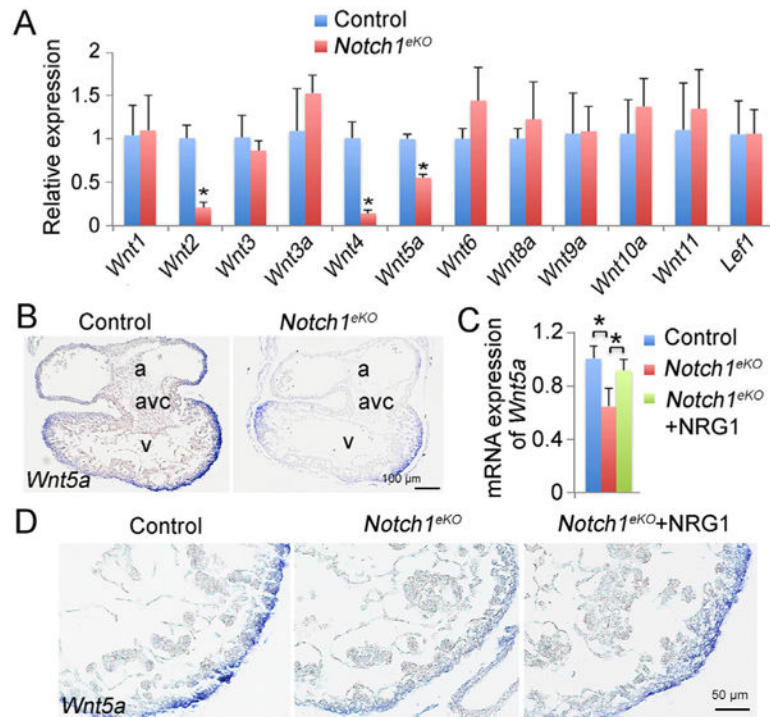 A
Control
Notch1eKO
Relative expression
2
1.5
1
0.5
0
*
*
*
Wnt1
Wnt2
Wnt3
Wnt3a
Wnt4
Wnt5a
Wnt6
Wnt8a
Wnt9a
Wnt10a
Wnt11
Lef1
B
Control
Notch1eKO
a
avc
v
Wnt5a
a
avc
v
100 µm
C
mRNA expression
of Wnt5a
1.2
0.8
0.4
0
*
*
Control
Notch1eKO
Notch1eKO
+NRG1
D
Control
Notch1eKO
Notch1eKO+NRG1
Wnt5a
50 µm